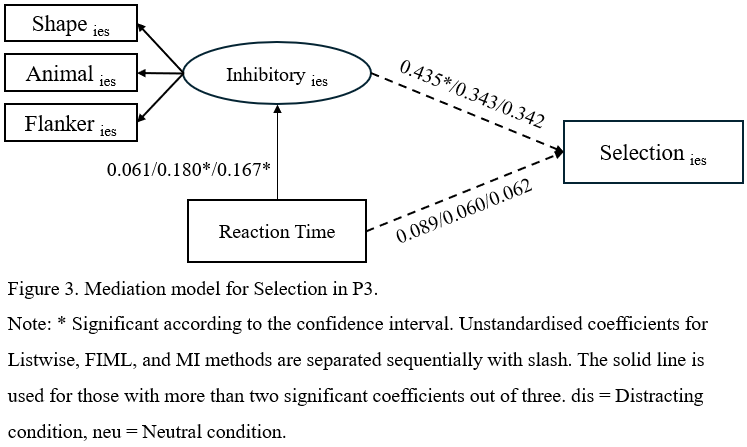 Shape ies
Animal ies
Flanker ies
Inhibitory ies
0.435*/0.343/0.342
Selection ies
0.061/0.180*/0.167*
Reaction Time
0.089/0.060/0.062
Figure 3. Mediation model for Selection in P3.
Note: * Significant according to the confidence interval. Unstandardised coefficients for
Listwise, FIML, and MI methods are separated sequentially with slash. The solid line is
used for those with more than two significant coefficients out of three. dis = Distracting
condition, neu = Neutral condition.